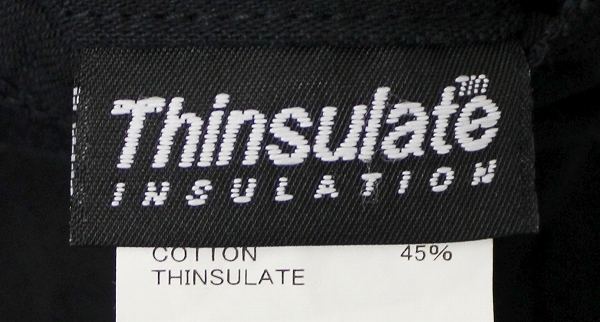 Thinsulate TM
INSULATION
COTTON 45%
THINSULATE